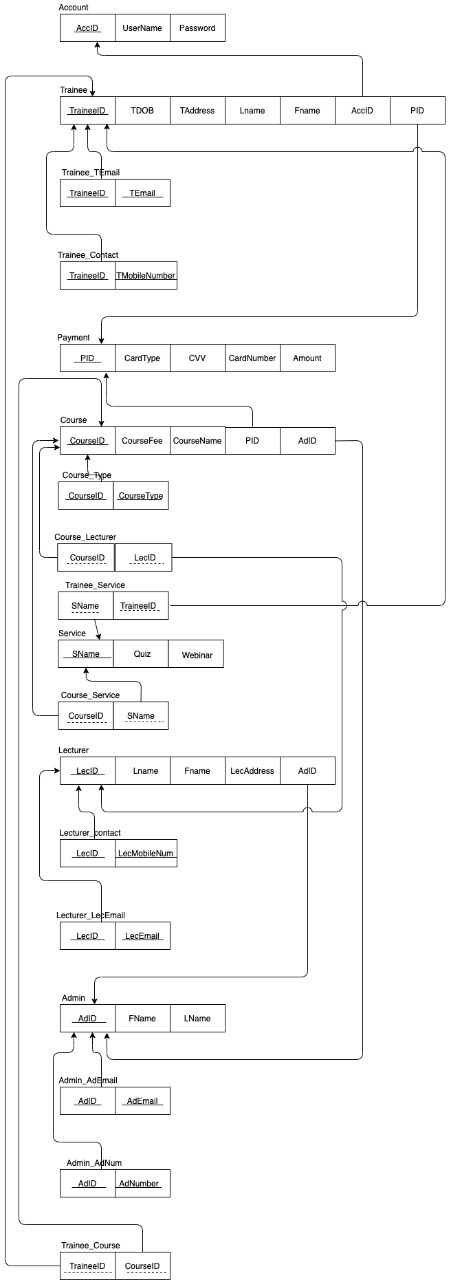 Account
AccID UserName Password
Trainee
TraineeID TDOB TAddress Lname Fname AccID PID
Trainee_TEmail
TraineeID TEmail
Trainee_Contact
TraineeID TMobileNumber
Payment
PID CardType CVV CardNumber Amount
Course
CourseID CourseFee CourseName PID AdID
Course_Type
CourseID CourseType
Course_Lecturer
CourseID LecID
Trainee_Service
SName TraineeID
Service
SName Quiz Webinar
Course_Service
CourseID SName
Lecturer
LecID Lname Fname LecAddress AdID
Lecturer_contact
LecID LecMobileNum
Lecturer_LecEmail
LecID LecEmail
Admin
AdID FName LName
Admin_AdEmail
AdID AdEmail
Admin_AdNum
AdID AdNumber
Trainee_Course
TraineeID CourseID